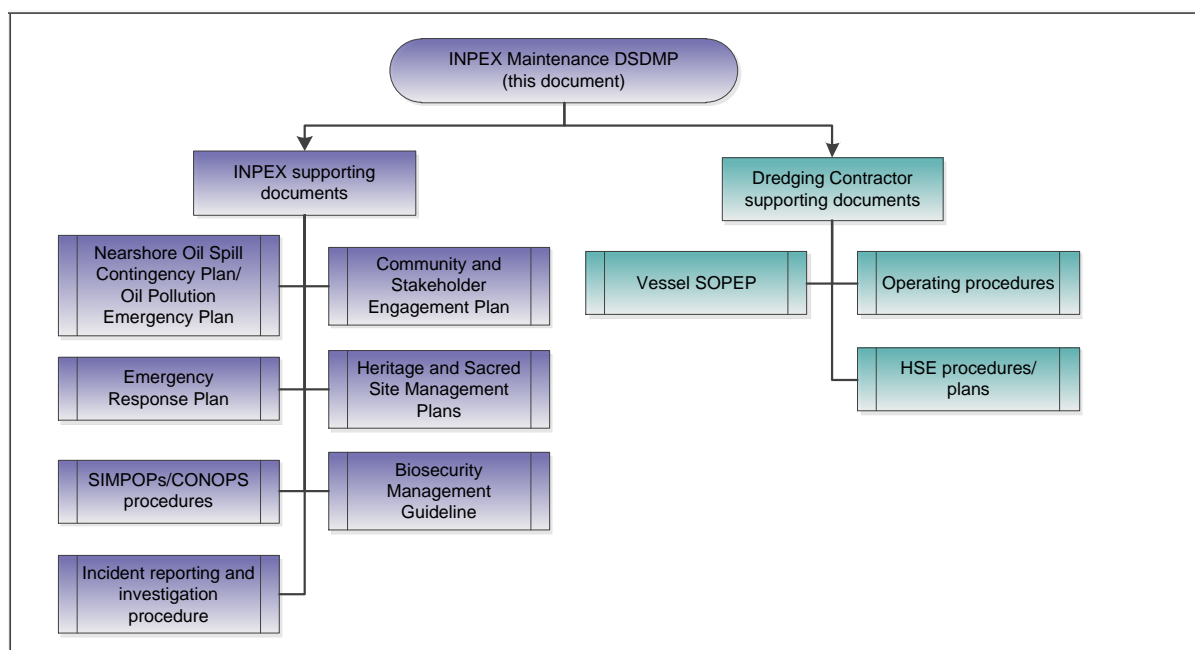 INPEX Maintenance DSDMP
(this document)
INPEX supporting
documents
Dredging Contractor
supporting documents
Nearshore Oil Spill
Contingency Plan/
Oil Pollution
Emergency Plan
Community and
Stakeholder
Engagement Plan
Vessel SOPEP
Operating procedures
Emergency
Response Plan
Heritage and Sacred
Site Management
Plans
HSE procedures/
plans
SIMPOPs/CONOPS
procedures
Biosecurity
Management
Guideline
Incident reporting and
investigation
procedure